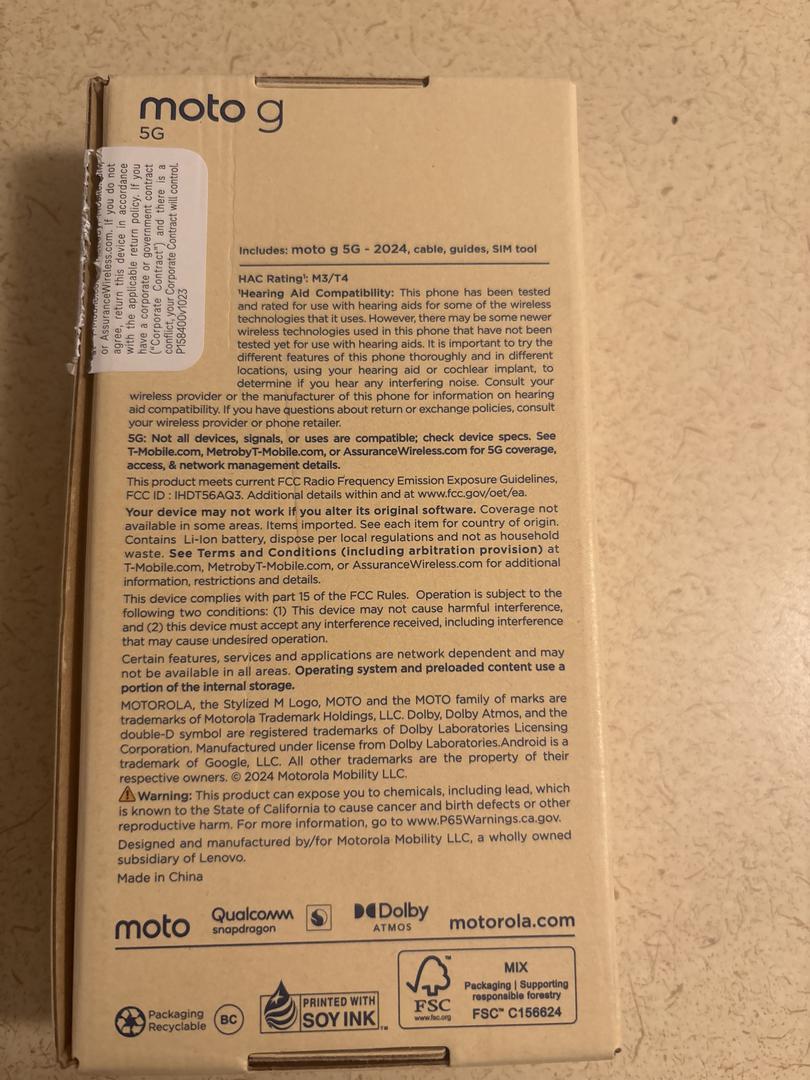 moto g
5G
or AssuranceWireless.com. If you do not
agree, return this device in accordance
with the applicable return policy. If you
have a corporate or government contract
("Corporate Contract") and there is a
conflict, your Corporate Contract will control.
P158400v1023
Includes: moto g 5G - 2024, cable, guides, SIM tool
HAC Rating¹: M3/T4
¹Hearing Aid Compatibility: This phone has been tested
and rated for use with hearing aids for some of the wireless
technologies that it uses. However, there may be some newer
wireless technologies used in this phone that have not been
tested yet for use with hearing aids. It is important to try the
different features of this phone thoroughly and in different
locations, using your hearing aid or cochlear implant, to
determine if you hear any interfering noise. Consult your
wireless provider or the manufacturer of this phone for information on hearing
aid compatibility. If you have questions about return or exchange policies, consult
your wireless provider or phone retailer.
5G: Not all devices, signals, or uses are compatible; check device specs. See
T-Mobile.com, MetrobyT-Mobile.com, or AssuranceWireless.com for 5G coverage,
access, & network management details.
This product meets current FCC Radio Frequency Emission Exposure Guidelines,
FCC ID : IHDT56AQ3. Additional details within and at www.fcc.gov/oet/ea.
Your device may not work if you alter its original software. Coverage not
available in some areas. Items imported. See each item for country of origin.
Contains Li-Ion battery, dispose per local regulations and not as household
waste. See Terms and Conditions (including arbitration provision) at
T-Mobile.com, MetrobyT-Mobile.com, or AssuranceWireless.com for additional
information, restrictions and details.
This device complies with part 15 of the FCC Rules. Operation is subject to the
following two conditions: (1) This device may not cause harmful interference,
and (2) this device must accept any interference received, including interference
that may cause undesired operation.
Certain features, services and applications are network dependent and may
not be available in all areas. Operating system and preloaded content use a
portion of the internal storage.
MOTOROLA, the Stylized M Logo, MOTO and the MOTO family of marks are
trademarks of Motorola Trademark Holdings, LLC. Dolby, Dolby Atmos, and the
double-D symbol are registered trademarks of Dolby Laboratories Licensing
Corporation. Manufactured under license from Dolby Laboratories.Android is a
trademark of Google, LLC. All other trademarks are the property of their
respective owners. © 2024 Motorola Mobility LLC.
Warning: This product can expose you to chemicals, including lead, which
is known to the State of California to cause cancer and birth defects or other
reproductive harm. For more information, go to www.P65Warnings.ca.gov.
Designed and manufactured by/for Motorola Mobility LLC, a wholly owned
subsidiary of Lenovo.
Made in China
moto
Qualcomm
snapdragon
Dolby
ATMOS
motorola.com
Packaging
Recyclable
BC
PRINTED WITH
SOY INK™
FSC
www.fsc.org
MIX
Packaging | Supporting
responsible forestry
FSC™ C156624